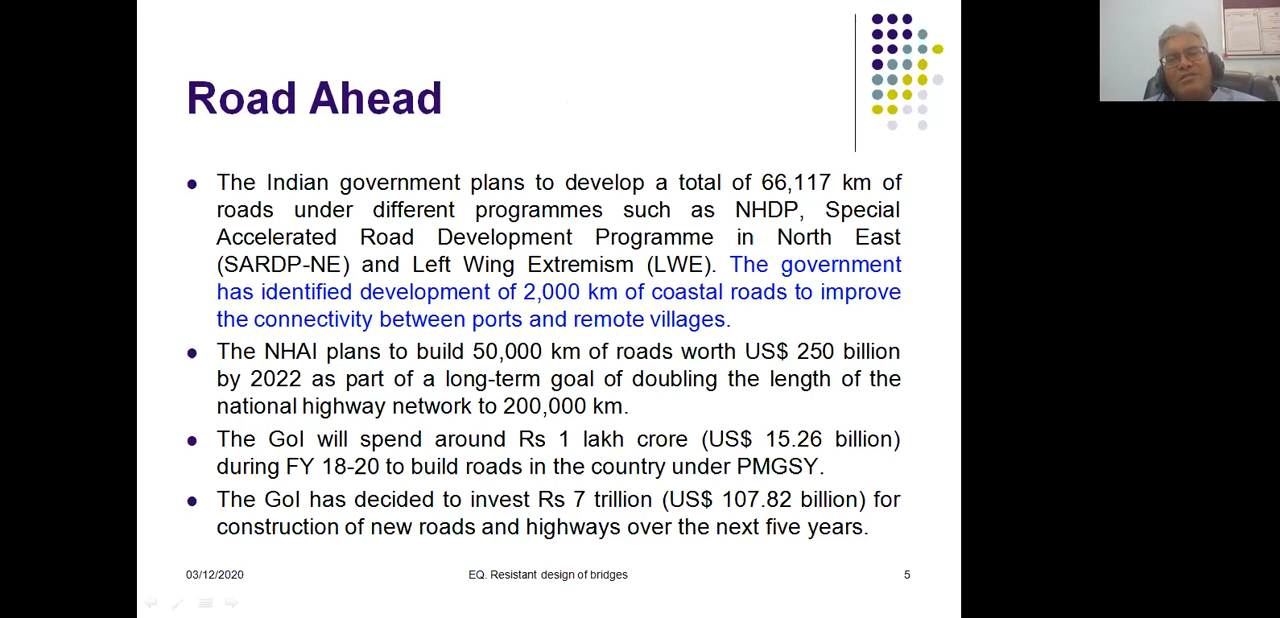 Road Ahead
The Indian government plans to develop a total of 66,117 km of
roads under different programmes such as NHDP, Special
Accelerated Road Development Programme in North East
(SARDP-NE) and Left Wing Extremism (LWE). The government
has identified development of 2,000 km of coastal roads to improve
the connectivity between ports and remote villages.
The NHAI plans to build 50,000 km of roads worth US$ 250 billion
by 2022 as part of a long-term goal of doubling the length of the
national highway network to 200,000 km.
The GoI will spend around Rs 1 lakh crore (US$ 15.26 billion)
during FY 18-20 to build roads in the country under PMGSY.
The GoI has decided to invest Rs 7 trillion (US$ 107.82 billion) for
construction of new roads and highways over the next five years.
03/12/2020 EQ. Resistant design of bridges 5